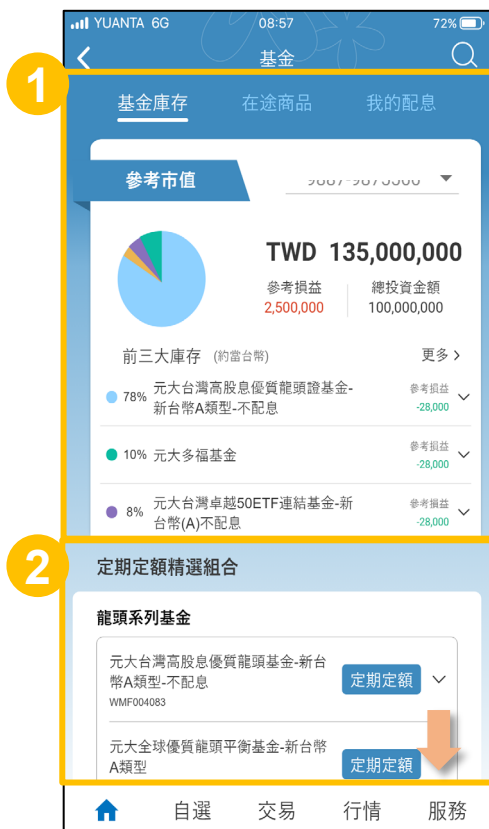 YUANTA 6G 08:57 72%
基金
1
基金庫存 在途商品 我的配息
參考市值
TWD 135,000,000
參考損益 總投資金額
2,500,000 100,000,000
前三大庫存 (約當台幣) 更多
78% 元大台灣高股息優質龍頭證基金-
新台幣A類型-不配息
參考損益
-28,000
10% 元大多福基金
參考損益
-28,000
8% 元大台灣卓越50ETF連結基金-新
台幣(A)不配息
參考損益
-28,000
2
定期定額精選組合
龍頭系列基金
元大台灣高股息優質龍頭基金-新台
幣A類型-不配息
WMF004083
定期定額
元大全球優質龍頭平衡基金-新台幣
A類型
定期定額
自選 交易 行情 服務